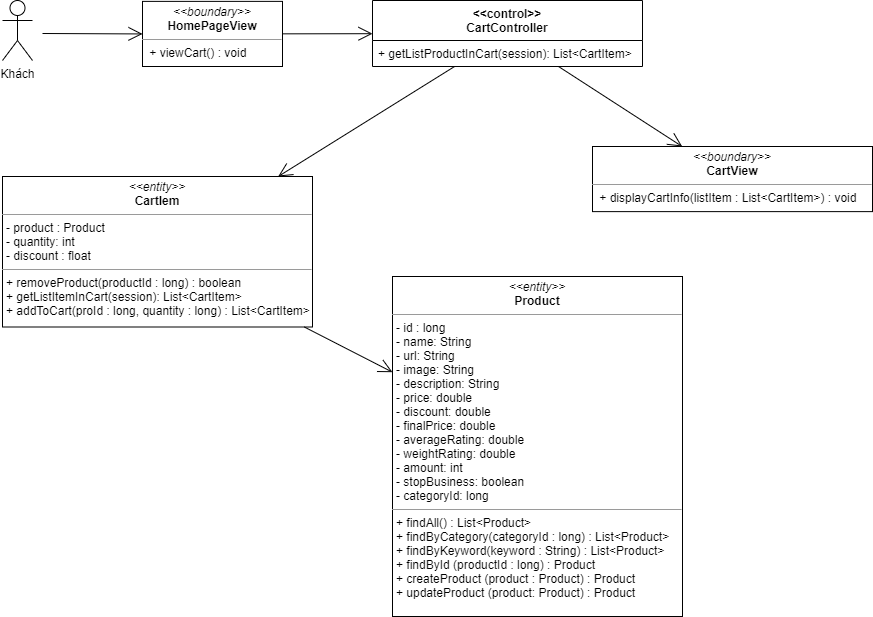 Khách
<<boundary>>
HomePageView
+ viewCart() : void
<<control>>
CartController
+ getListProductInCart(session): List<CartItem>
<<boundary>>
CartView
+ displayCartInfo(listItem : List<CartItem>) : void
<<entity>>
CartIem
- product : Product
- quantity: int
- discount : float
+ removeProduct(productId : long) : boolean
+ getListItemInCart(session): List<CartItem>
+ addToCart(proId : long, quantity : long) : List<CartItem>
<<entity>>
Product
- id : long
- name: String
- url: String
- image: String
- description: String
- price: double
- discount: double
- finalPrice: double
- averageRating: double
- weightRating: double
- amount: int
- stopBusiness: boolean
- categoryId: long
+ findAll() : List<Product>
+ findByCategory(categoryId : long) : List<Product>
+ findByKeyword(keyword : String) : List<Product>
+ findById (productId : long) : Product
+ createProduct (product : Product) : Product
+ updateProduct (product: Product) : Product